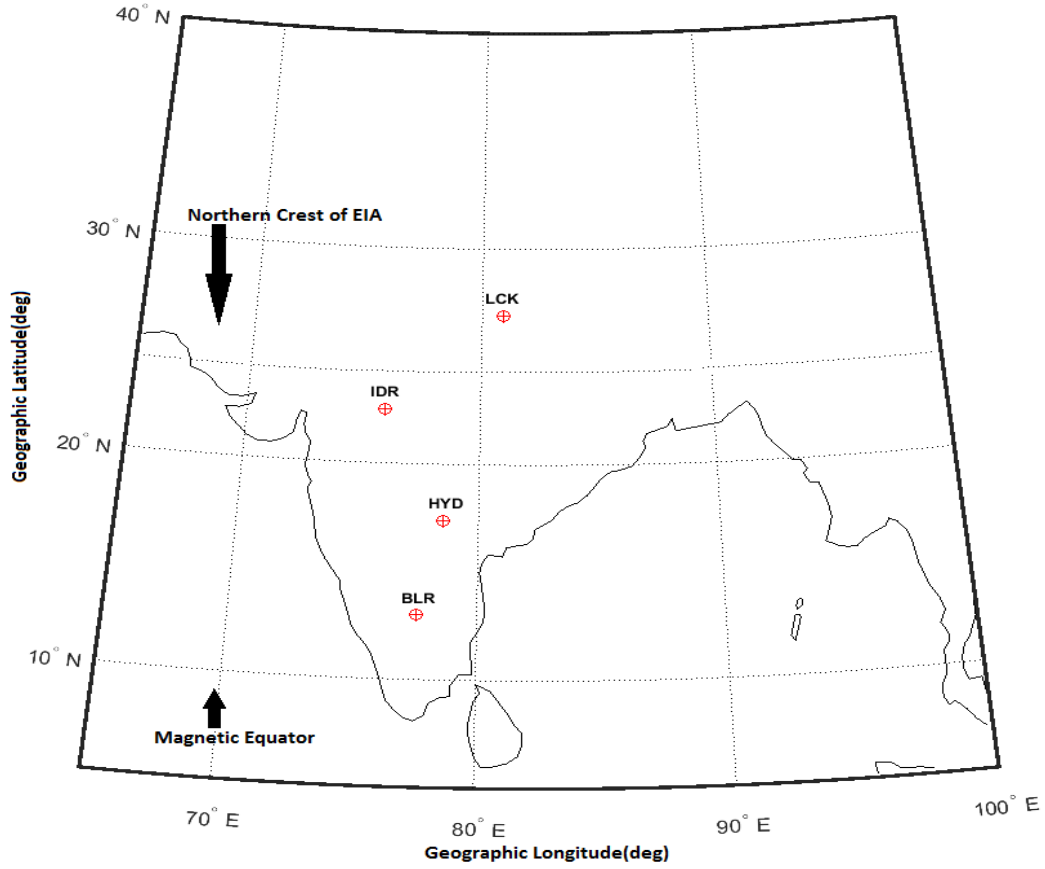 40° N
Northern Crest of EIA
30° N
LCK
IDR
20° N
HYD
BLR
10° N
Magnetic Equator
70° E
80° E
90° E
100° E
Geographic Longitude(deg)
Geographic Latitude(deg)